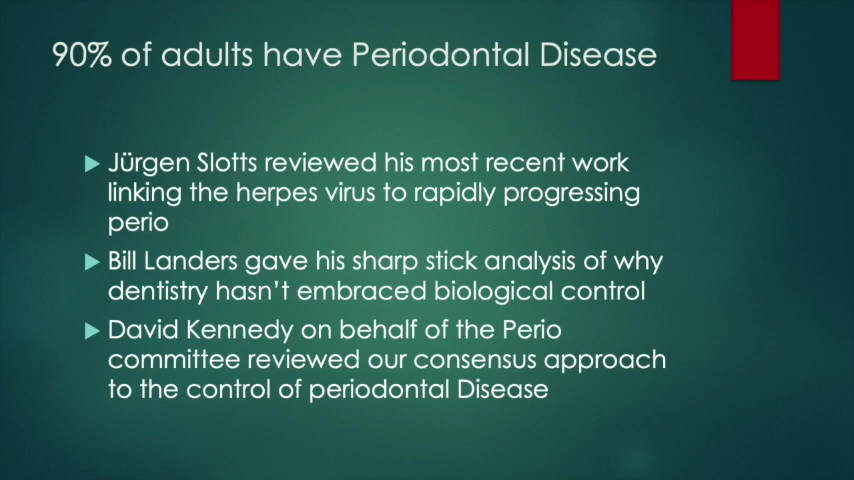 90% of adults have Periodontal Disease
Jürgen Slotts reviewed his most recent work
linking the herpes virus to rapidly progressing
perio
Bill Landers gave his sharp stick analysis of why
dentistry hasn't embraced biological control
David Kennedy on behalf of the Perio
committee reviewed our consensus approach
to the control of periodontal Disease